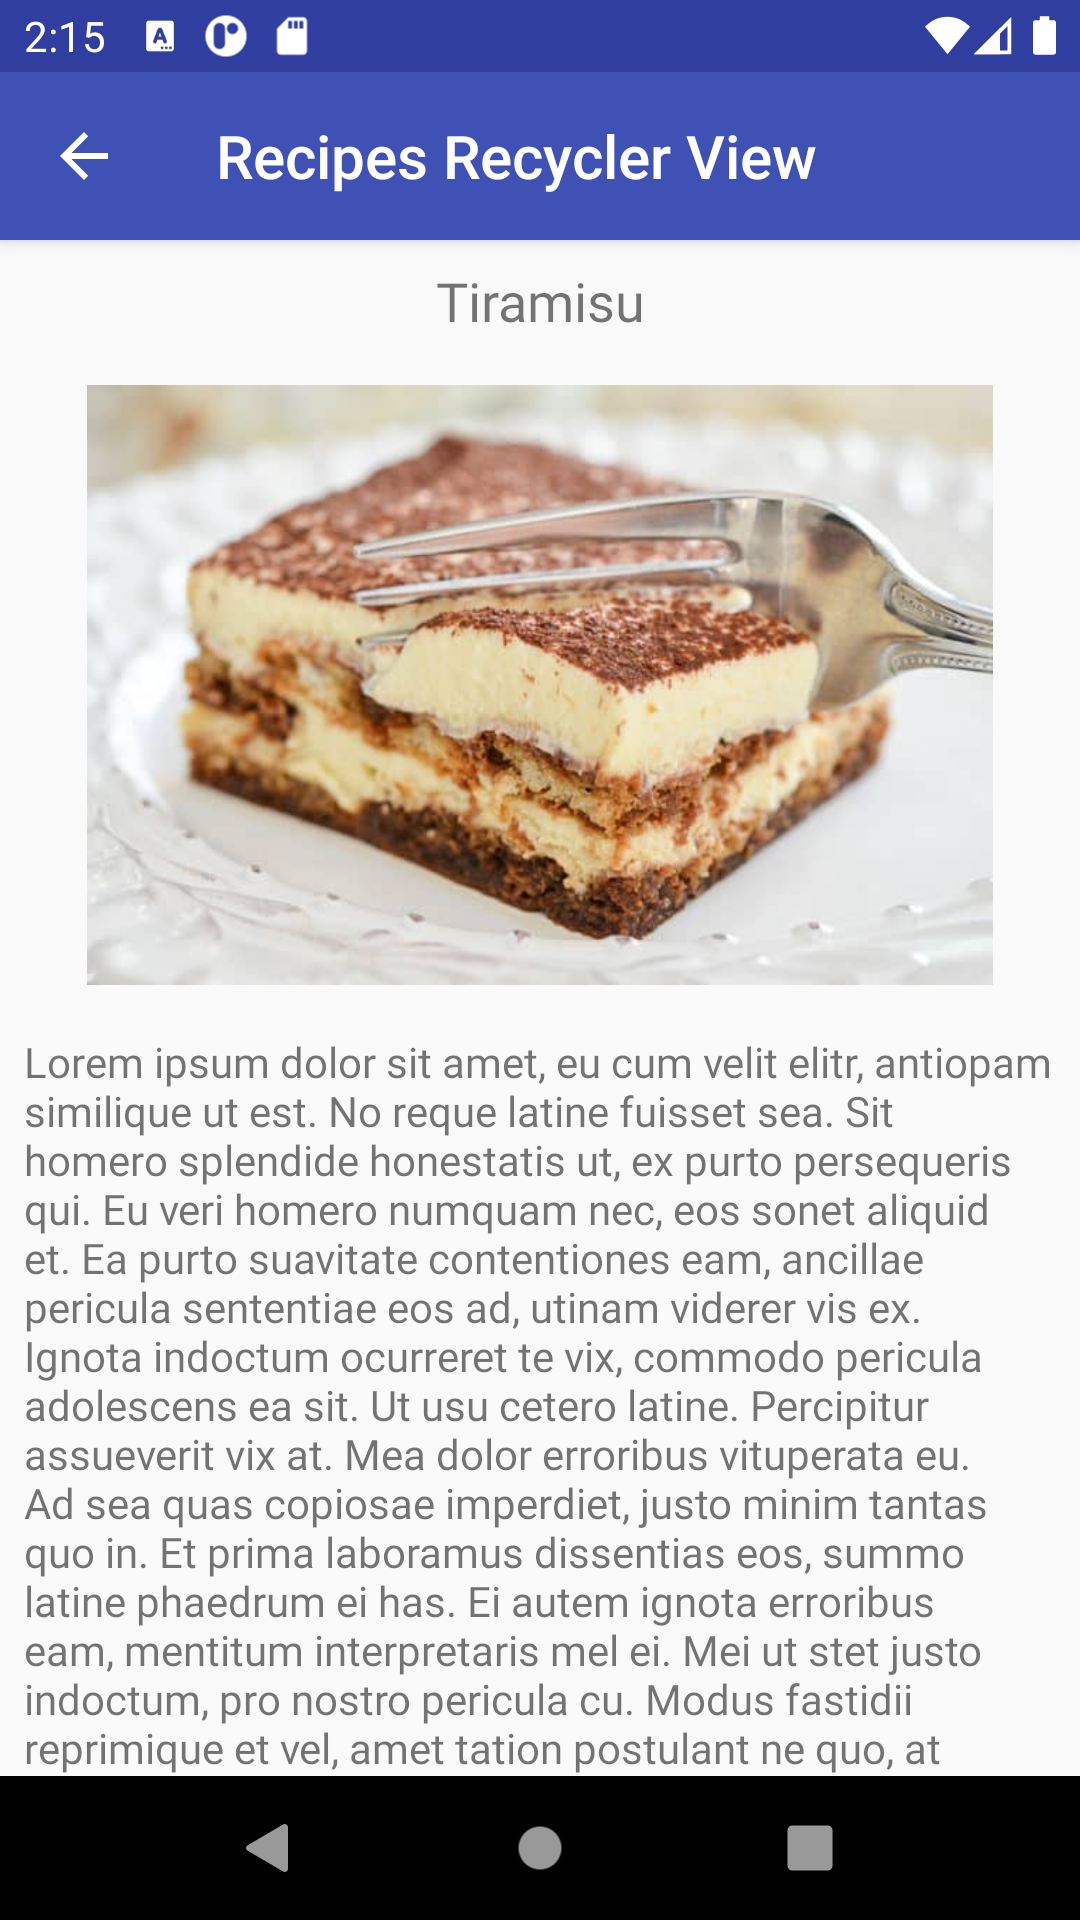 2:15
Recipes Recycler View
Tiramisu
Lorem ipsum dolor sit amet, eu cum velit elitr, antiopam
similique ut est. No reque latine fuisset sea. Sit
homero splendide honestatis ut, ex purto persequeris
qui. Eu veri homero numquam nec, eos sonet aliquid
et. Ea purto suavitate contentiones eam, ancillae
pericula sententiae eos ad, utinam viderer vis ex.
Ignota indoctum ocurreret te vix, commodo pericula
adolescens ea sit. Ut usu cetero latine. Percipitur
assueverit vix at. Mea dolor erroribus vituperata eu.
Ad sea quas copiosae imperdiet, justo minim tantas
quo in. Et prima laboramus dissentias eos, summo
latine phaedrum ei has. Ei autem ignota erroribus
eam, mentitum interpretaris mel ei. Mei ut stet justo
indoctum, pro nostro pericula cu. Modus fastidii
reprimique et vel, amet tation postulant ne quo, at